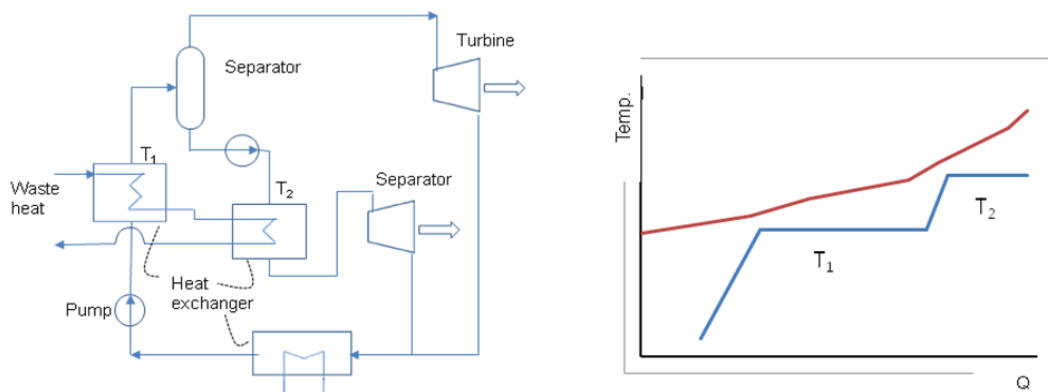 Turbine
Separator
T1
Waste
heat
T2
Separator
Heat
exchanger
Pump
Temp.
T2
T1
Q